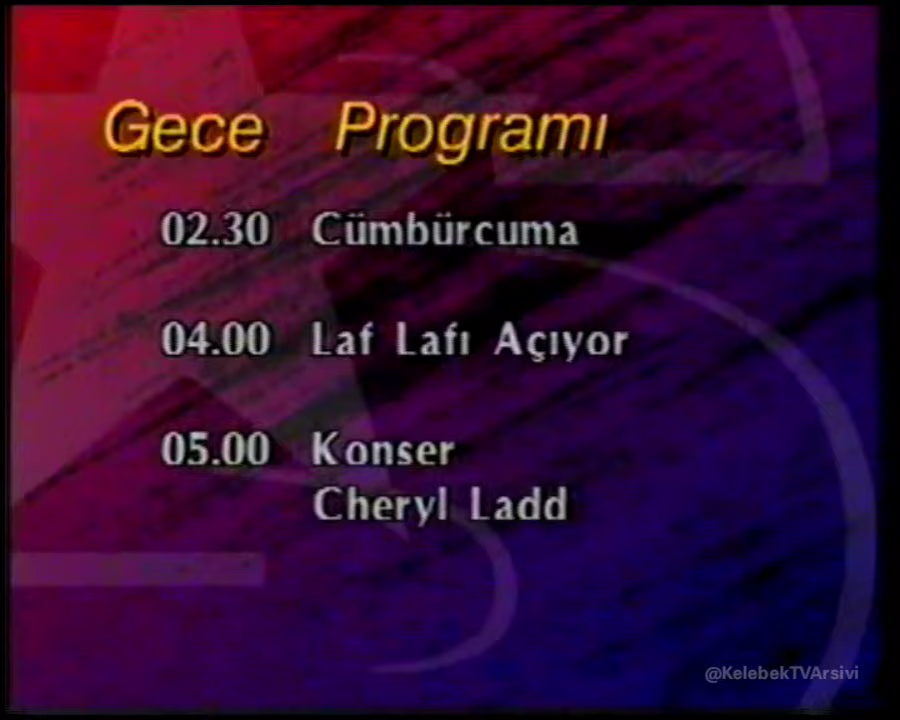 Gece Programı
02.30 Cümbürcuma
04.00 Laf Lafı Açıyor
05.00 Konser
Cheryl Ladd
@KelebekTVArsivi